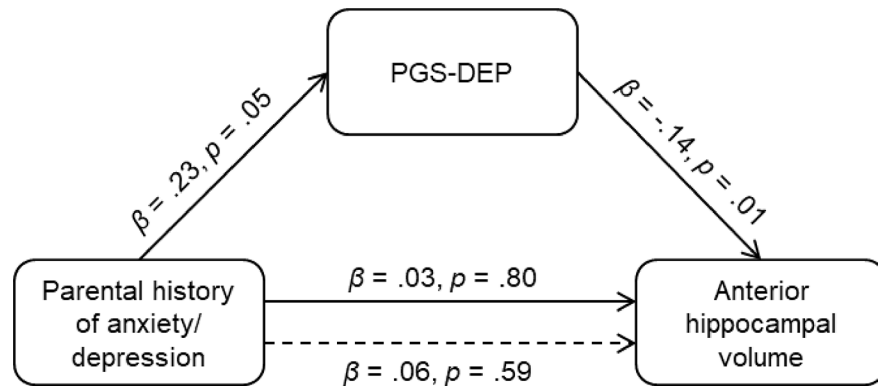 PGS-DEP
β = .23, p = .05
β = -.14, p = .01
Parental history
of anxiety/
depression
β = .03, p = .80
β = .06, p = .59
Anterior
hippocampal
volume